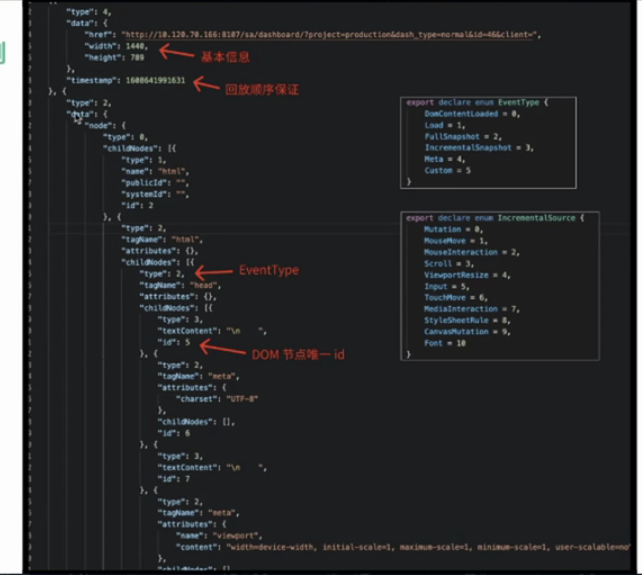 "type": 4,
"data": {
"href": "http://10.120.70.166:8107/sa/dashboard/?project=production&dash_type=normal&id=46&client=",
"width": 1440,
基本信息
"height": 789
},
"timestamp": 1608641991631
回放顺序保证
}, {
"type": 2,
"data": {
"node": {
"type": 0,
"childNodes": [{
"type": 1,
"name": "html",
"publicId": "",
"systemId": "",
"id": 2
}, {
"type": 2,
"tagName": "html",
"attributes": {},
"childNodes": [{
"type": 2,
EventType
"tagName": "head",
"attributes": {},
"childNodes": [{
"type": 3,
"textContent": "\n    ",
"id": 5
DOM 节点唯一 id
}, {
"type": 2,
"tagName": "meta",
"attributes": {
"charset": "UTF-8"
},
"childNodes": [],
"id": 6
}, {
"type": 3,
"textContent": "\n    ",
"id": 7
}, {
"type": 2,
"tagName": "meta",
"attributes": {
"name": "viewport",
"content": "width=device-width, initial-scale=1, maximum-scale=1, minimum-scale=1, user-scalable=no"
},
"childNodes": []
export declare enum EventType {
DomContentLoaded = 0,
Load = 1,
FullSnapshot = 2,
IncrementalSnapshot = 3,
Meta = 4,
Custom = 5
}
export declare enum IncrementalSource {
Mutation = 0,
MouseMove = 1,
MouseInteraction = 2,
Scroll = 3,
ViewportResize = 4,
Input = 5,
TouchMove = 6,
MediaInteraction = 7,
StyleSheetRule = 8,
CanvasMutation = 9,
Font = 10
}